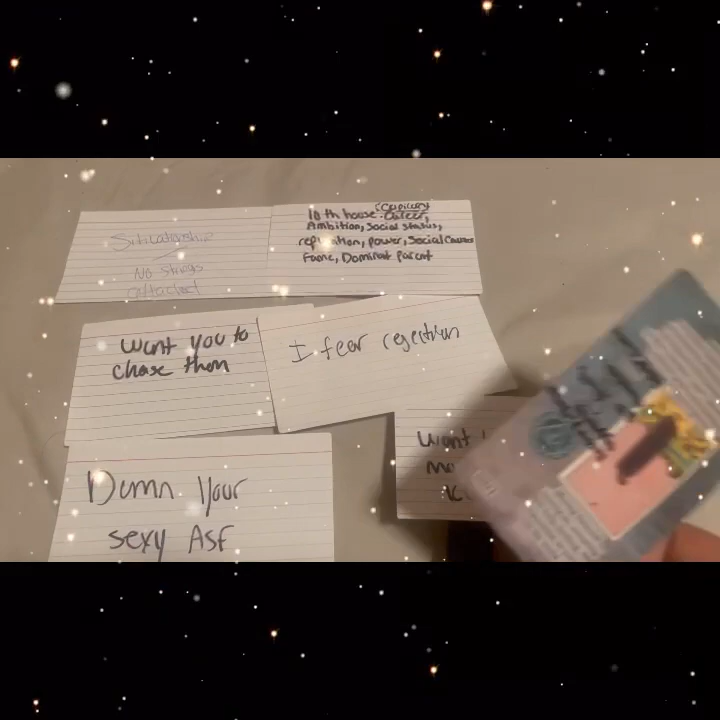 Situationship
No strings
attached
(Capricorn)
10th house - Career,
Ambition, Social status,
reputation, power, Social Causes
Fame, Dominant Parent
Want you to
chase them
I fear rejection
Want
Damn your
sexy Asf